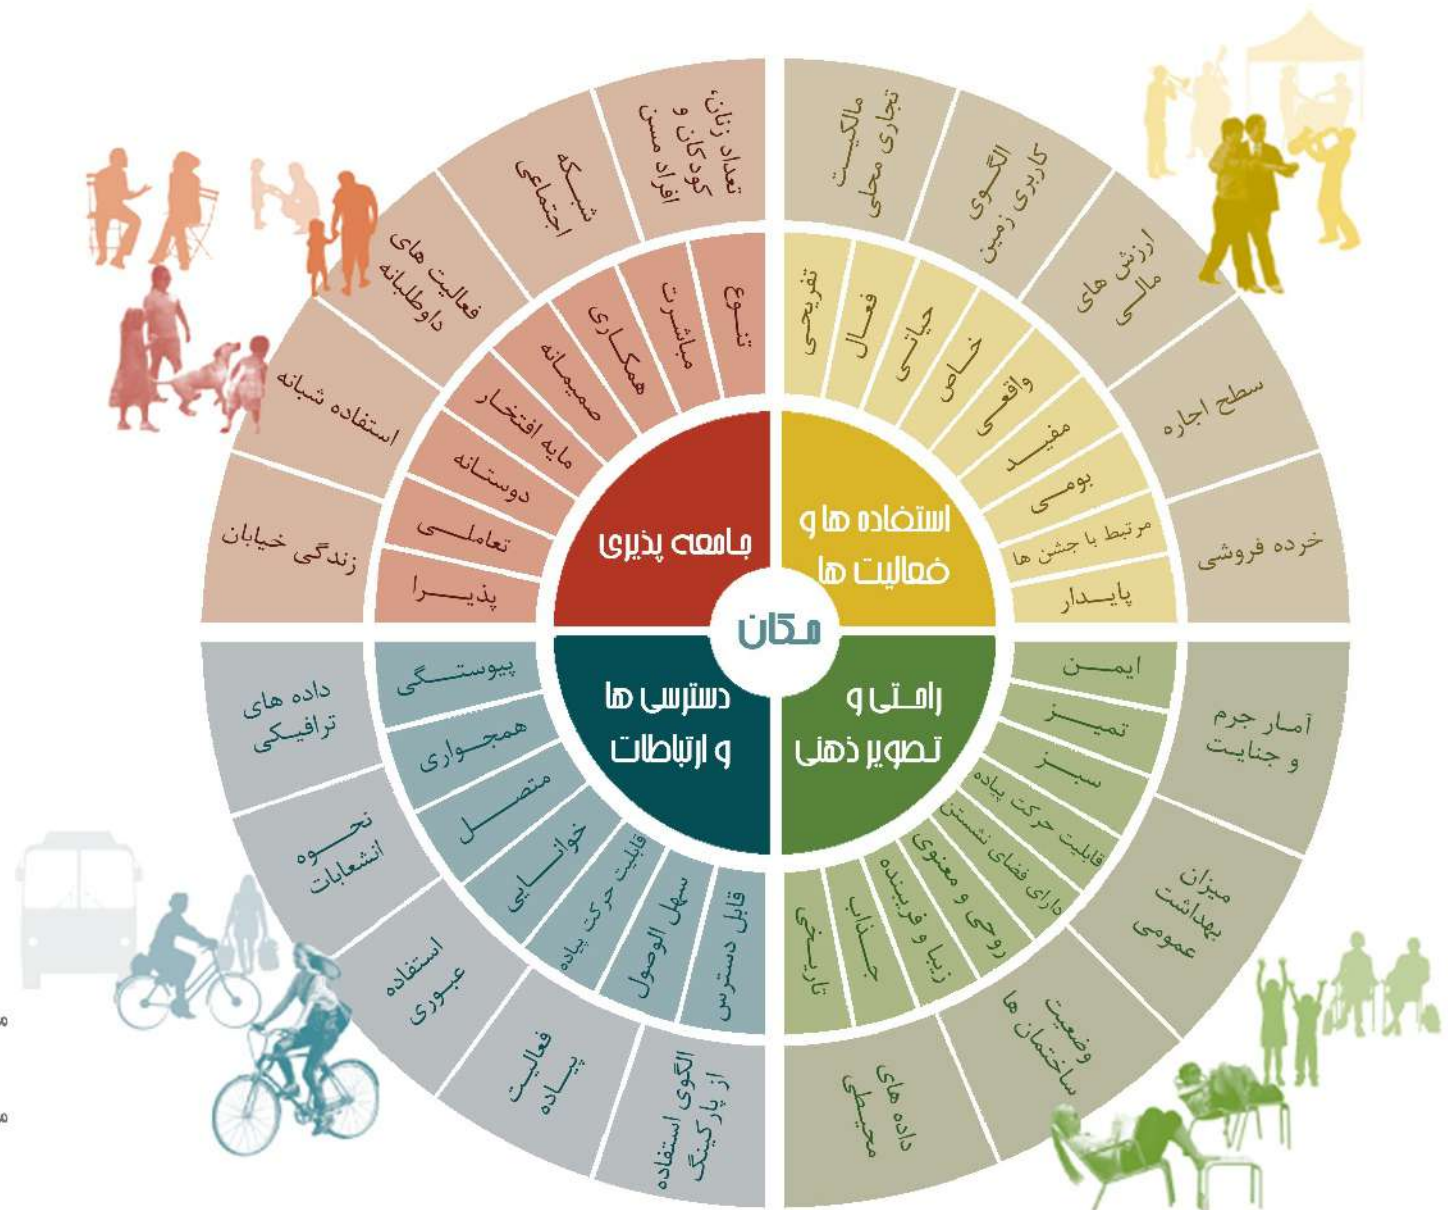 مکان
جامعه پذیری
استفاده ها و
فعالیت ها
دسترسی ها
و ارتباطات
راحتی و
تصویر ذهنی
تنوع
مباشرت
همکاری
صمیمانه
مایه افتخار
دوستانه
تعاملی
پذیرا
تعداد زنان،
کودکان و
افراد مسن
شبکه
اجتماعی
فعالیت های
داوطلبانه
استفاده شبانه
زندگی خیابان
تفریحی
فعال
حیاتی
خاص
واقعی
مفید
بومی
مرتبط با جشن ها
پایدار
مالکیت
تجاری محلی
الگوی
کاربری زمین
ارزش های
مالی
سطح اجاره
خرده فروشی
ایمن
تمیز
سبز
قابلیت حرکت پیاده
دارای فضای نشستن
روحی و معنوی
زیبا و فریبنده
جذاب
تاریخی
آمار جرم
و جنایت
میزان
بهداشت
عمومی
وضعیت
ساختمان ها
داده های
محیطی
پیوستگی
همجواری
متصل
خوانایی
قابلیت حرکت پیاده
سهل الوصول
قابل دسترس
داده های
ترافیکی
نحوه
انشعابات
استفاده
عبوری
فعالیت
پیاده
الگوی استفاده
از پارکینگ